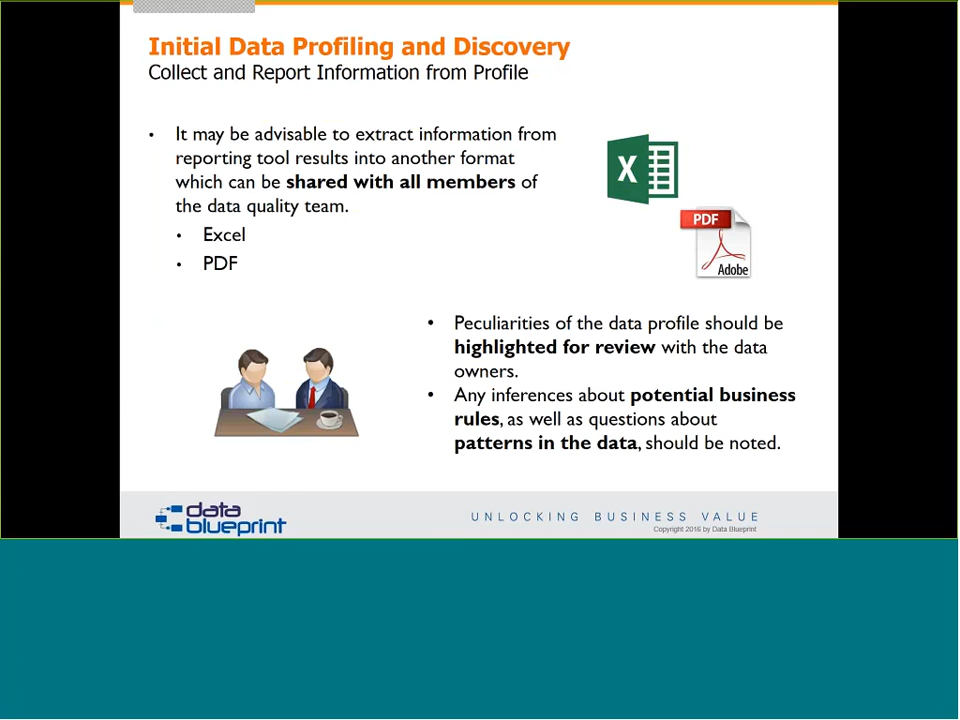 Initial Data Profiling and Discovery
Collect and Report Information from Profile
• It may be advisable to extract information from
reporting tool results into another format
which can be shared with all members of
the data quality team.
• Excel
• PDF
X
PDF
Adobe
• Peculiarities of the data profile should be
highlighted for review with the data
owners.
• Any inferences about potential business
rules, as well as questions about
patterns in the data, should be noted.
data
blueprint
UNLOCKING BUSINESS VALUE
Copyright 2016 by Data Blueprint